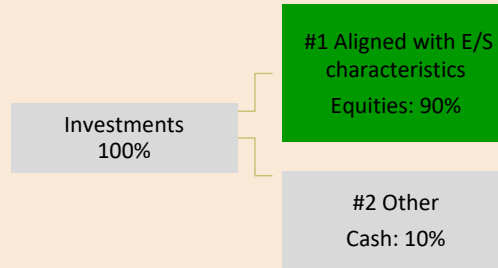 #1 Aligned with E/S
characteristics
Equities: 90%
Investments
100%
#2 Other
Cash: 10%